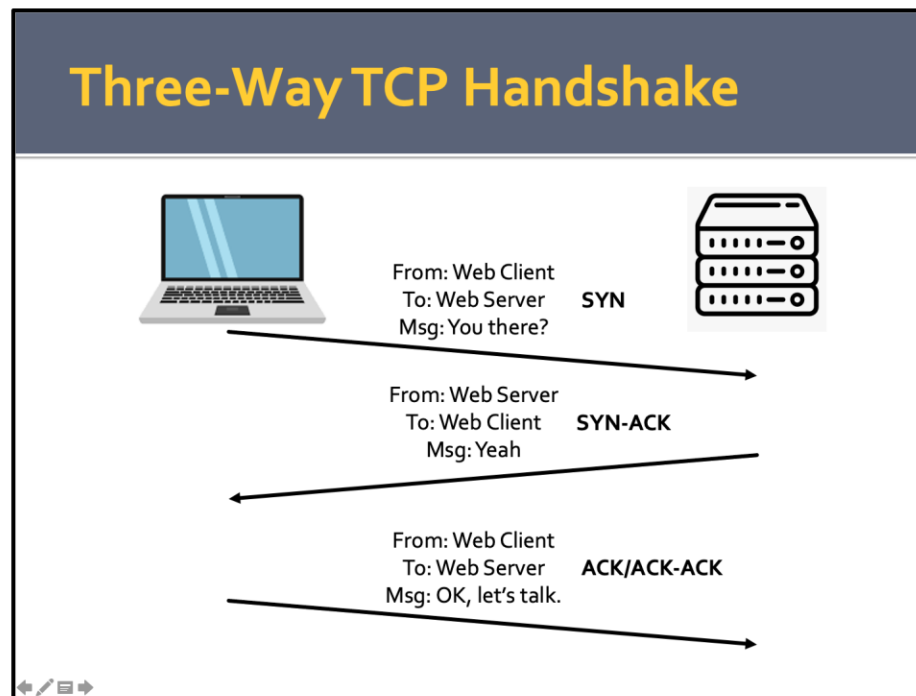 Three-Way TCP Handshake
From: Web Client
To: Web Server SYN
Msg: You there?
From: Web Server
To: Web Client SYN-ACK
Msg: Yeah
From: Web Client
To: Web Server ACK/ACK-ACK
Msg: OK, let's talk.